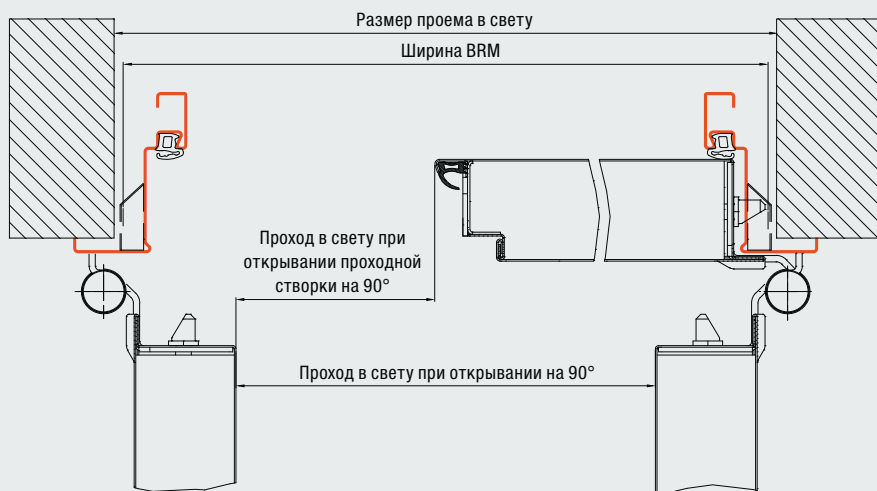 Размер проема в свету
Ширина BRM
Проход в свету при
открывании проходной
створки на 90°
Проход в свету при открывании на 90°